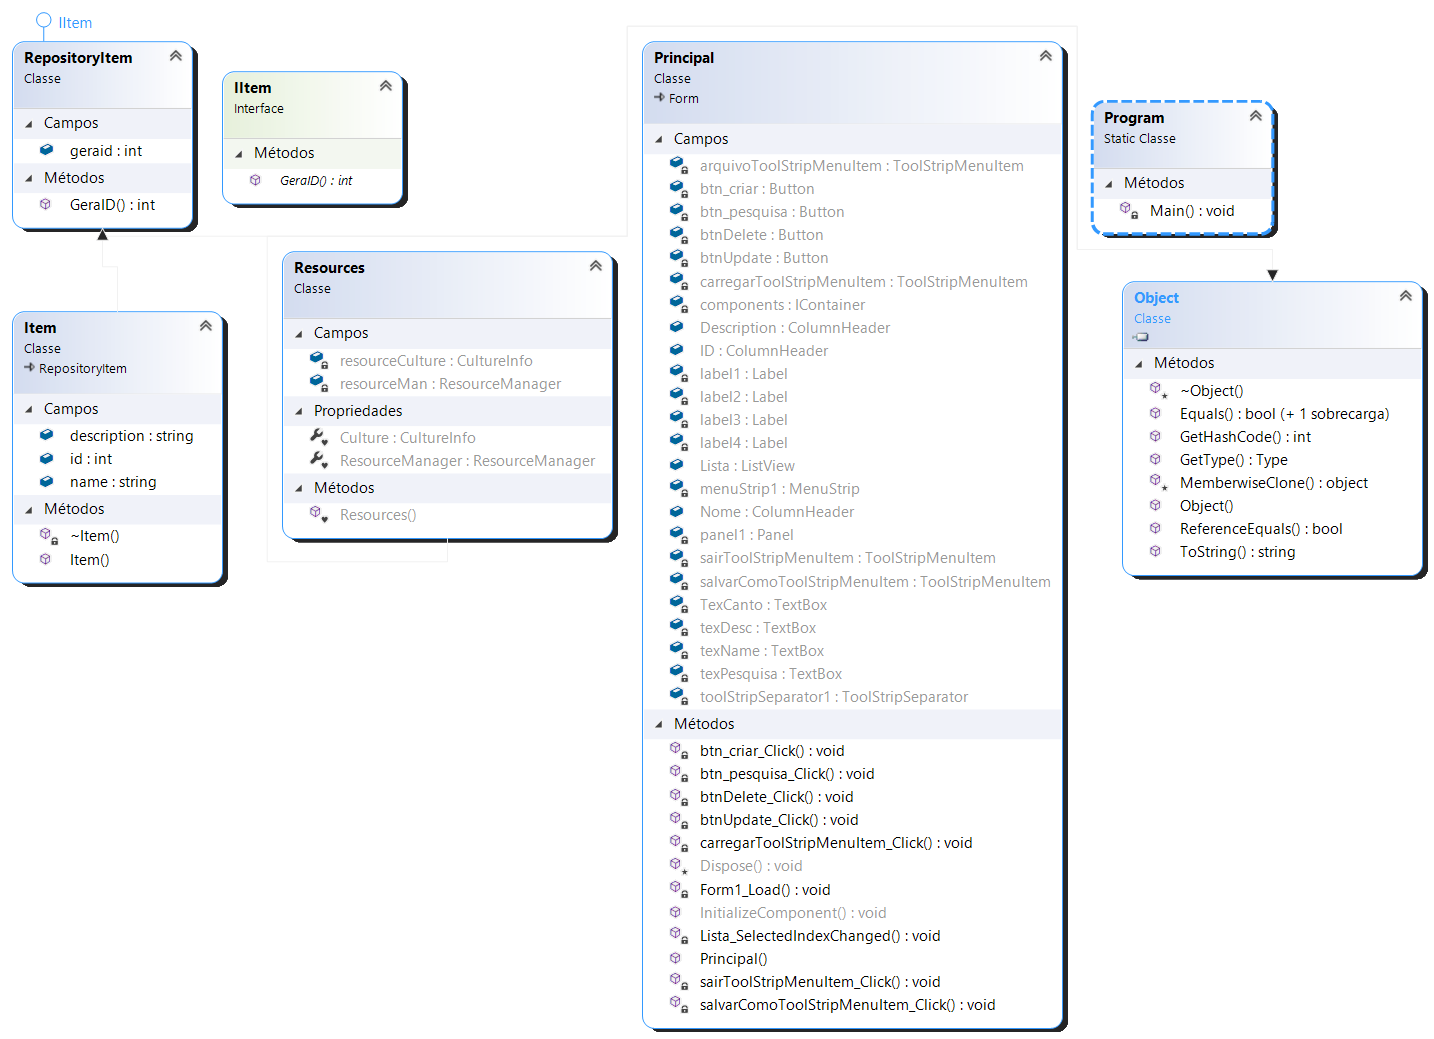 IItem
RepositoryItem
Classe
Campos
geraid : int
Métodos
GeraID() : int
IItem
Interface
Métodos
GeraID() : int
Item
Classe
RepositoryItem
Campos
description : string
id : int
name : string
Métodos
~Item()
Item()
Resources
Classe
Campos
resourceCulture : CultureInfo
resourceMan : ResourceManager
Propriedades
Culture : CultureInfo
ResourceManager : ResourceManager
Métodos
Resources()
Principal
Classe
Form
Campos
arquivoToolStripMenuItem : ToolStripMenuItem
btn_criar : Button
btn_pesquisa : Button
btnDelete : Button
btnUpdate : Button
carregarToolStripMenuItem : ToolStripMenuItem
components : IContainer
Description : ColumnHeader
ID : ColumnHeader
label1 : Label
label2 : Label
label3 : Label
label4 : Label
Lista : ListView
menuStrip1 : MenuStrip
Nome : ColumnHeader
panel1 : Panel
sairToolStripMenuItem : ToolStripMenuItem
salvarComoToolStripMenuItem : ToolStripMenuItem
TexCanto : TextBox
texDesc : TextBox
texName : TextBox
texPesquisa : TextBox
toolStripSeparator1 : ToolStripSeparator
Métodos
btn_criar_Click() : void
btn_pesquisa_Click() : void
btnDelete_Click() : void
btnUpdate_Click() : void
carregarToolStripMenuItem_Click() : void
Dispose() : void
Form1_Load() : void
InitializeComponent() : void
Lista_SelectedIndexChanged() : void
Principal()
sairToolStripMenuItem_Click() : void
salvarComoToolStripMenuItem_Click() : void
Program
Static Classe
Métodos
Main() : void
Object
Classe
Métodos
~Object()
Equals() : bool (+ 1 sobrecarga)
GetHashCode() : int
GetType() : Type
MemberwiseClone() : object
Object()
ReferenceEquals() : bool
ToString() : string